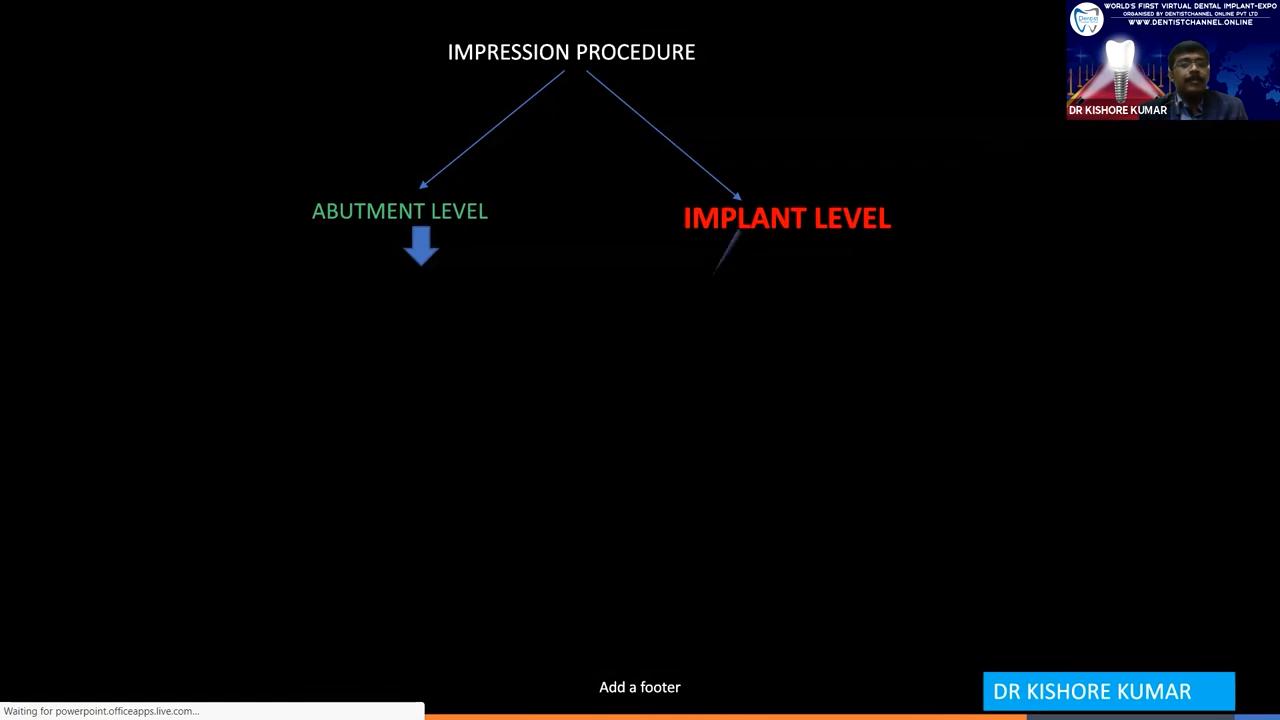 WORLD'S FIRST VIRTUAL DENTAL IMPLANT-EXPO
ORGANISED BY DENTISTCHANNEL ONLINE PVT LTD
WWW.DENTISTCHANNEL.ONLINE
Dentist
DR KISHORE KUMAR
IMPRESSION PROCEDURE
ABUTMENT LEVEL
IMPLANT LEVEL
Add a footer
DR KISHORE KUMAR
Waiting for powerpoint.officeapps.live.com...